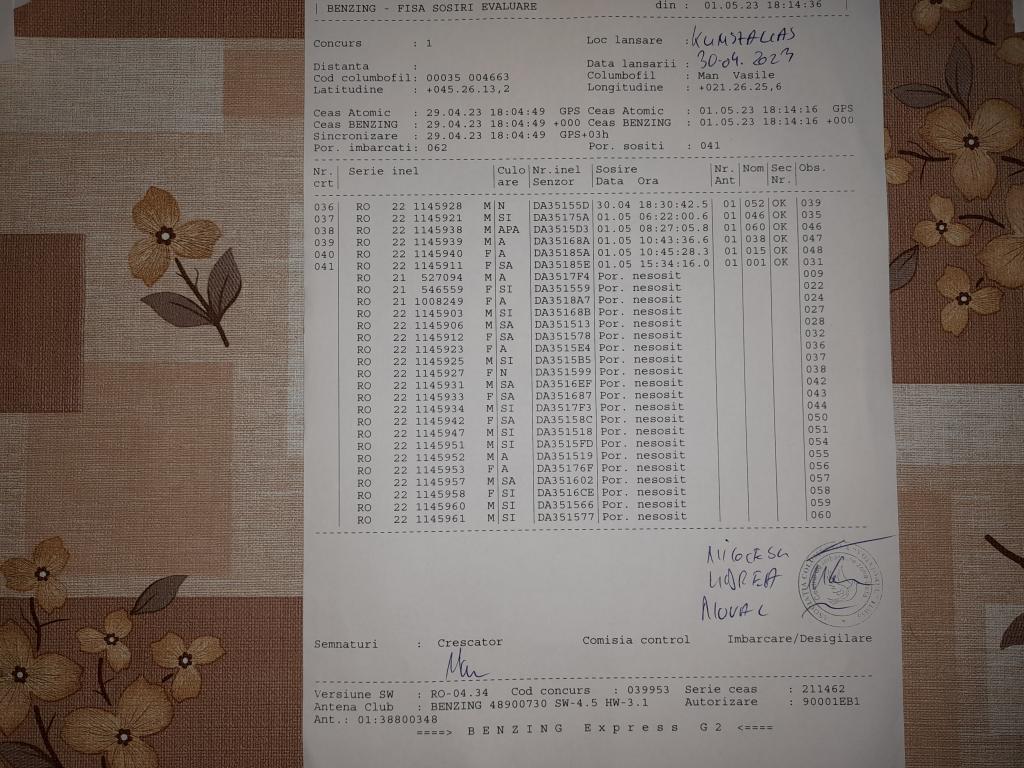 BENZING - FISA SOSIRI EVALUARE din : 01.05.23 18:14:36
Concurs : 1 Loc lansare :
Distanta : Data lansarii : 30.04.2023
Cod columbofil: 00035 004663 Columbofil : Man Vasile
Latitudine : +045.26.13,2 Longitudine : +021.26.25,6
Ceas Atomic : 29.04.23 18:04:49 GPS Ceas Atomic : 01.05.23 18:14:16 GPS
Ceas BENZING : 29.04.23 18:04:49 +000 Ceas BENZING : 01.05.23 18:14:16 +000
Sincronizare : 29.04.23 18:04:49 GPS+03h
Por. imbarcati: 062 Por. sositi : 041
Nr. Serie inel Culo Nr.inel Sosire Nr. Nom Sec Obs.
crt are Senzor Data Ora Ant Nr.
036 RO 22 1145928 M N DA35155D 30.04 18:30:42.5 01 052 OK 039
037 RO 22 1145921 M SI DA35175A 01.05 06:22:00.6 01 046 OK 035
038 RO 22 1145938 M APA DA3515D3 01.05 08:27:05.8 01 060 OK 046
039 RO 22 1145939 M A DA35168A 01.05 10:43:36.6 01 038 OK 047
040 RO 22 1145940 F A DA35185A 01.05 10:45:28.3 01 015 OK 048
041 RO 22 1145911 F SA DA35185E 01.05 15:34:16.0 01 001 OK 031
RO 21 527094 M A DA3517F4 Por. nesosit 009
RO 21 546559 F SI DA351559 Por. nesosit 022
RO 21 1008249 F A DA3518A7 Por. nesosit 024
RO 22 1145903 M SI DA35168B Por. nesosit 027
RO 22 1145906 M SA DA351513 Por. nesosit 028
RO 22 1145912 F SA DA351578 Por. nesosit 032
RO 22 1145923 F A DA3515E4 Por. nesosit 036
RO 22 1145925 M SI DA3515B5 Por. nesosit 037
RO 22 1145927 F N DA351599 Por. nesosit 038
RO 22 1145931 M SA DA3516EF Por. nesosit 042
RO 22 1145933 F SA DA351687 Por. nesosit 043
RO 22 1145934 M SI DA3517F3 Por. nesosit 044
RO 22 1145942 F SA DA35158C Por. nesosit 050
RO 22 1145947 M SI DA351518 Por. nesosit 051
RO 22 1145951 M SI DA3515FD Por. nesosit 054
RO 22 1145952 M A DA351519 Por. nesosit 055
RO 22 1145953 F A DA35176F Por. nesosit 056
RO 22 1145957 M SA DA351602 Por. nesosit 057
RO 22 1145958 F SI DA3516CE Por. nesosit 058
RO 22 1145960 M SI DA351566 Por. nesosit 059
RO 22 1145961 M SI DA351577 Por. nesosit 060
Semnaturi : Crescator Comisia control Imbarcare/Desigilare
Versiune SW : RO-04.34 Cod concurs : 039953 Serie ceas : 211462
Antena Club : BENZING 48900730 SW-4.5 HW-3.1 Autorizare : 90001EB1
Ant.: 01:38800348
====> B E N Z I N G E x p r e s s G 2 <====